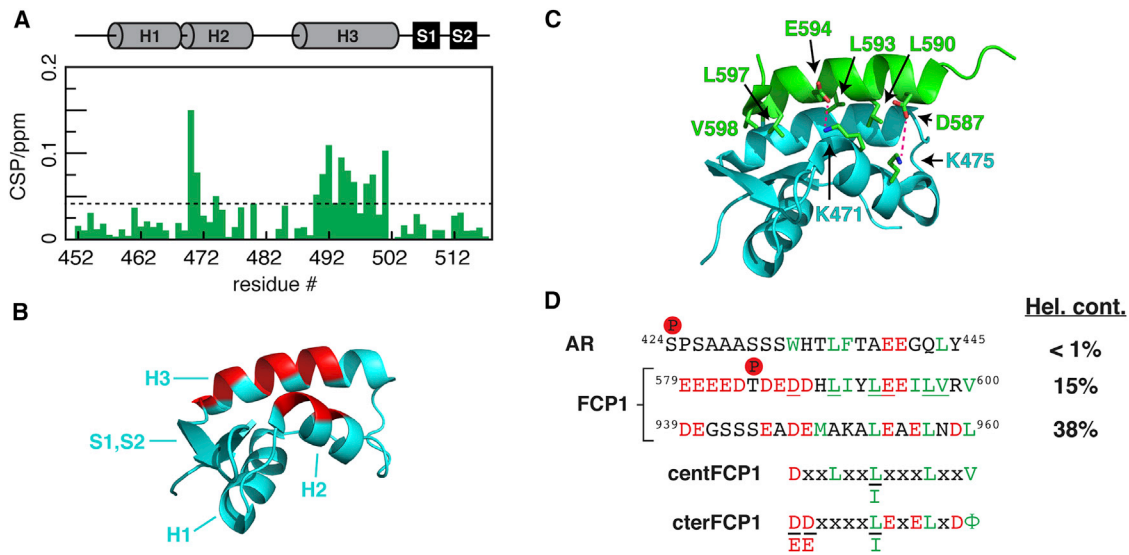 A
H1 H2 H3 S1 S2
0.2
0.1
0
CSP/ppm
452 462 472 482 492 502 512
residue #
B
H3
S1,S2
H2
H1
C
E594
L593
L590
L597
V598
D587
K475
K471
D
Hel. cont.
P
AR 424SPSAAASSSWHTLFTAEEGQLY445 < 1%
P
579EEEEDTDEDDHLIYLEEILVRV600 15%
FCP1
939DEGSSSEADEMAKALEAELNDL960 38%
centFCP1 DxxLxxLxxxLxxV
I
cterFCP1 DDxxxxLExELxDΦ
EE I